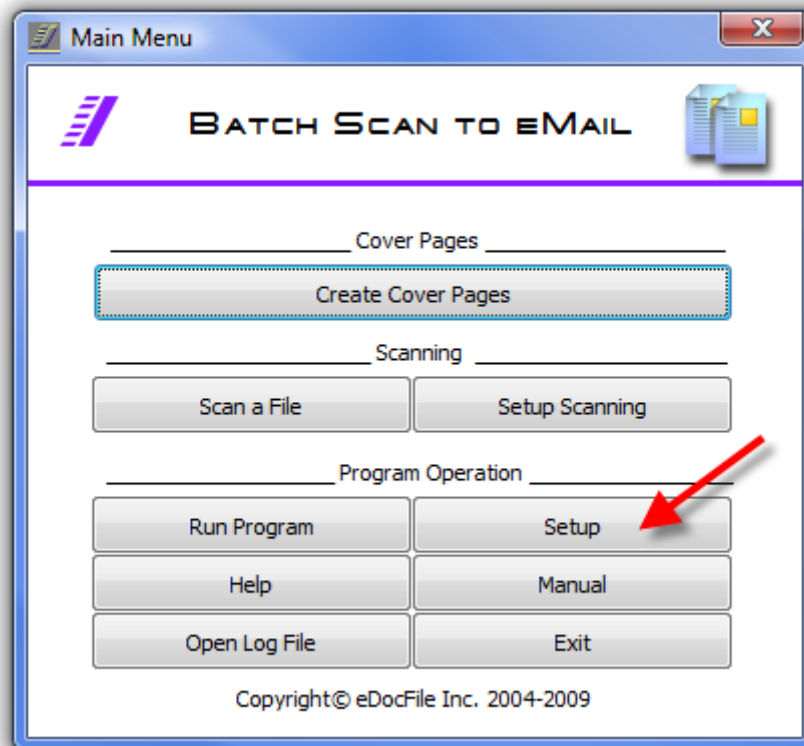 Main Menu
BATCH SCAN TO EMAIL
Cover Pages
Create Cover Pages
Scanning
Scan a File Setup Scanning
Program Operation
Run Program Setup
Help Manual
Open Log File Exit
Copyright© eDocFile Inc. 2004-2009